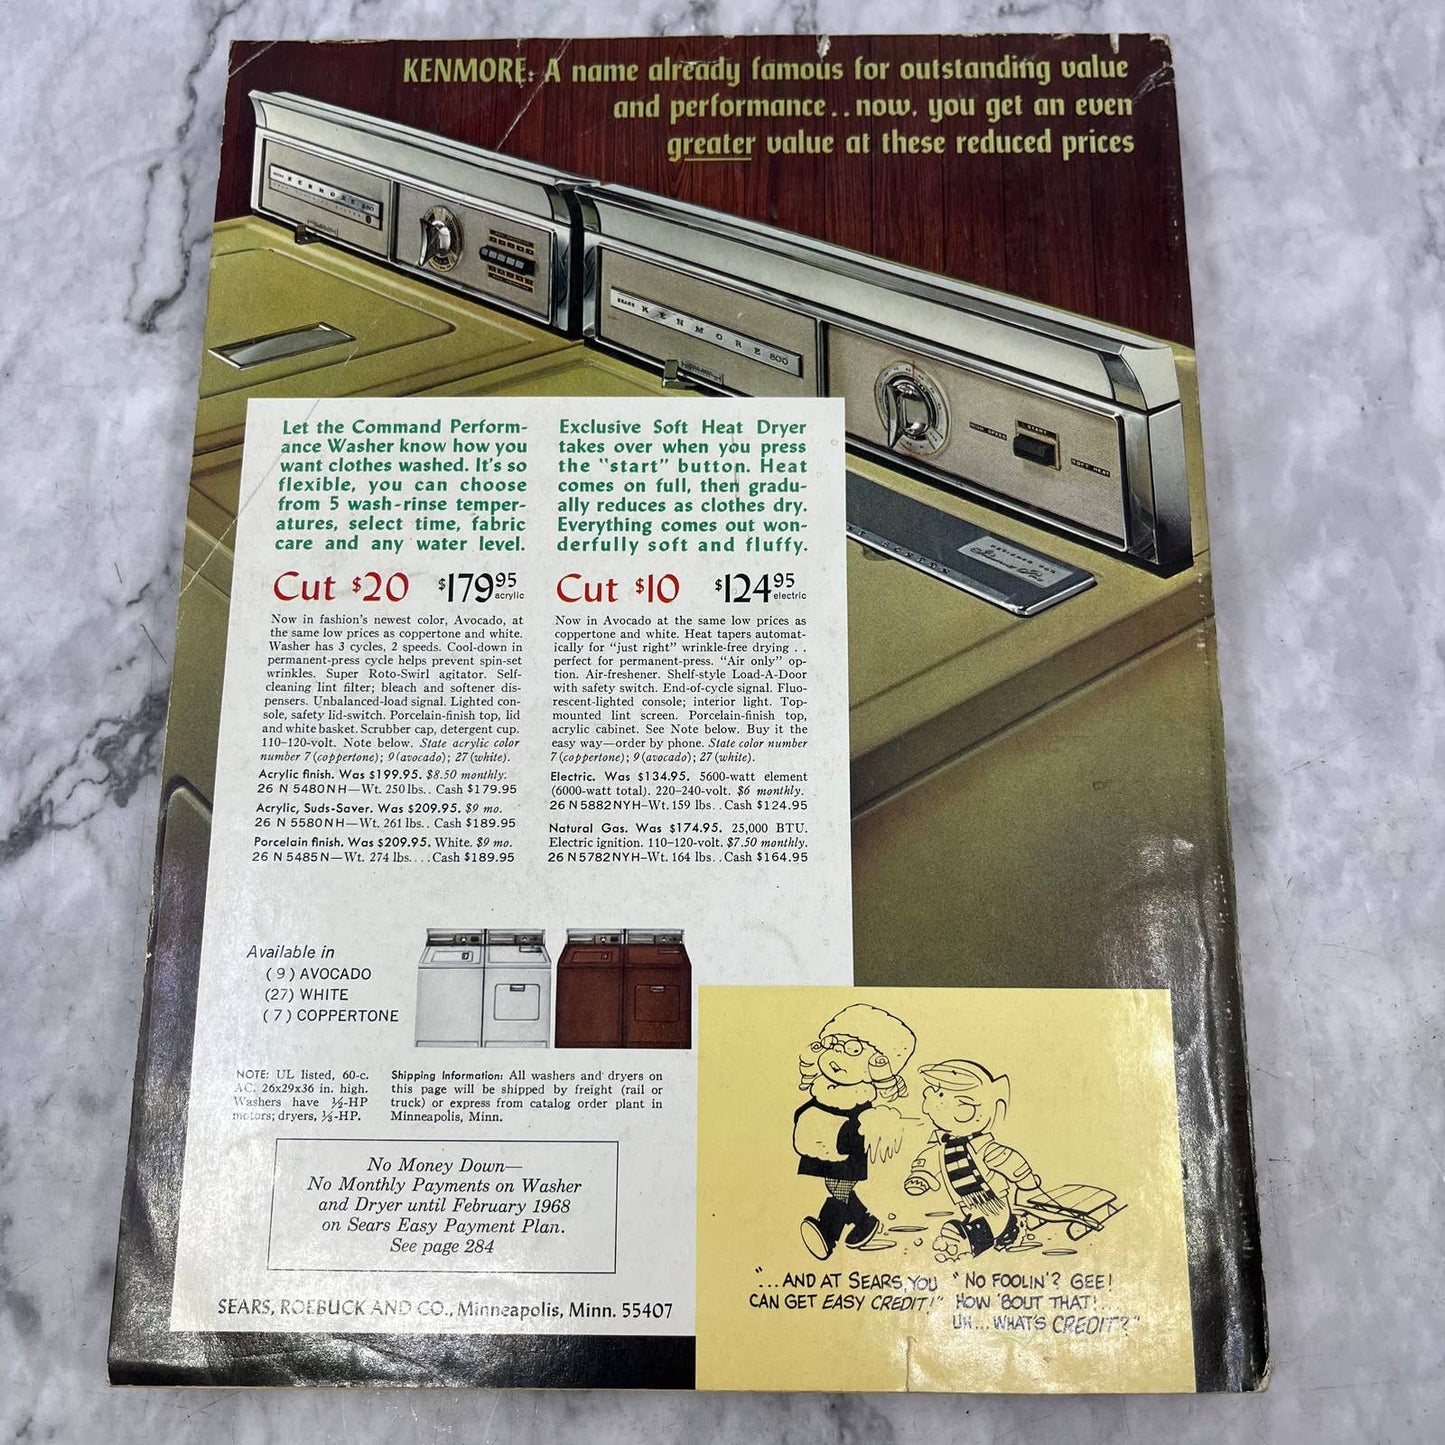 KENMORE: A name already famous for outstanding value
and performance..now, you get an even
greater value at these reduced prices
KENMORE
SEARS KENMORE 600
START
HIGH SPEED
SOFT HEAT
SCREEN
DESIGNED FOR
Let the Command Perform-
ance Washer know how you
want clothes washed. It's so
flexible, you can choose
from 5 wash-rinse temper-
atures, select time, fabric
care and any water level.
Cut $20 $179.95 acrylic
Now in fashion's newest color, Avocado, at
the same low prices as coppertone and white.
Washer has 3 cycles, 2 speeds. Cool-down in
permanent-press cycle helps prevent spin-set
wrinkles. Super Roto-Swirl agitator. Self-
cleaning lint filter; bleach and softener dis-
pensers. Unbalanced-load signal. Lighted con-
sole, safety lid-switch. Porcelain-finish top, lid
and white basket. Scrubber cap, detergent cup.
110-120-volt. Note below. State acrylic color
number 7 (coppertone); 9 (avocado); 27 (white).
Acrylic finish. Was $199.95. $8.50 monthly.
26 N 5480NH—Wt. 250 lbs.. Cash $179.95
Acrylic, Suds-Saver. Was $209.95. $9 mo.
26 N 5580NH—Wt. 261 lbs.. Cash $189.95
Porcelain finish. Was $209.95. White. $9 mo.
26 N 5485N—Wt. 274 lbs....Cash $189.95
Exclusive Soft Heat Dryer
takes over when you press
the "start" button. Heat
comes on full, then gradu-
ally reduces as clothes dry.
Everything comes out won-
derfully soft and fluffy.
Cut $10 $124.95 electric
Now in Avocado at the same low prices as
coppertone and white. Heat tapers automat-
ically for "just right" wrinkle-free drying . .
perfect for permanent-press. "Air only" op-
tion. Air-freshener. Shelf-style Load-A-Door
with safety switch. End-of-cycle signal. Fluo-
rescent-lighted console; interior light. Top-
mounted lint screen. Porcelain-finish top,
acrylic cabinet. See Note below. Buy it the
easy way—order by phone. State color number
7 (coppertone); 9 (avocado); 27 (white).
Electric. Was $134.95. 5600-watt element
(6000-watt total). 220-240-volt. $6 monthly.
26 N 5882NYH—Wt. 159 lbs.. Cash $124.95
Natural Gas. Was $174.95. 25,000 BTU.
Electric ignition. 110-120-volt. $7.50 monthly.
26 N 5782NYH—Wt. 164 lbs.. Cash $164.95
Available in
(9) AVOCADO
(27) WHITE
(7) COPPERTONE
NOTE: UL listed, 60-c.
AC. 26x29x36 in. high.
Washers have ½-HP
motors; dryers, ⅓-HP.
Shipping Information: All washers and dryers on
this page will be shipped by freight (rail or
truck) or express from catalog order plant in
Minneapolis, Minn.
No Money Down—
No Monthly Payments on Washer
and Dryer until February 1968
on Sears Easy Payment Plan.
See page 284
SEARS, ROEBUCK AND CO., Minneapolis, Minn. 55407
"...AND AT SEARS, YOU
CAN GET EASY CREDIT!"
"NO FOOLIN'? GEE!
HOW 'BOUT THAT!...
UH...WHAT'S CREDIT?"